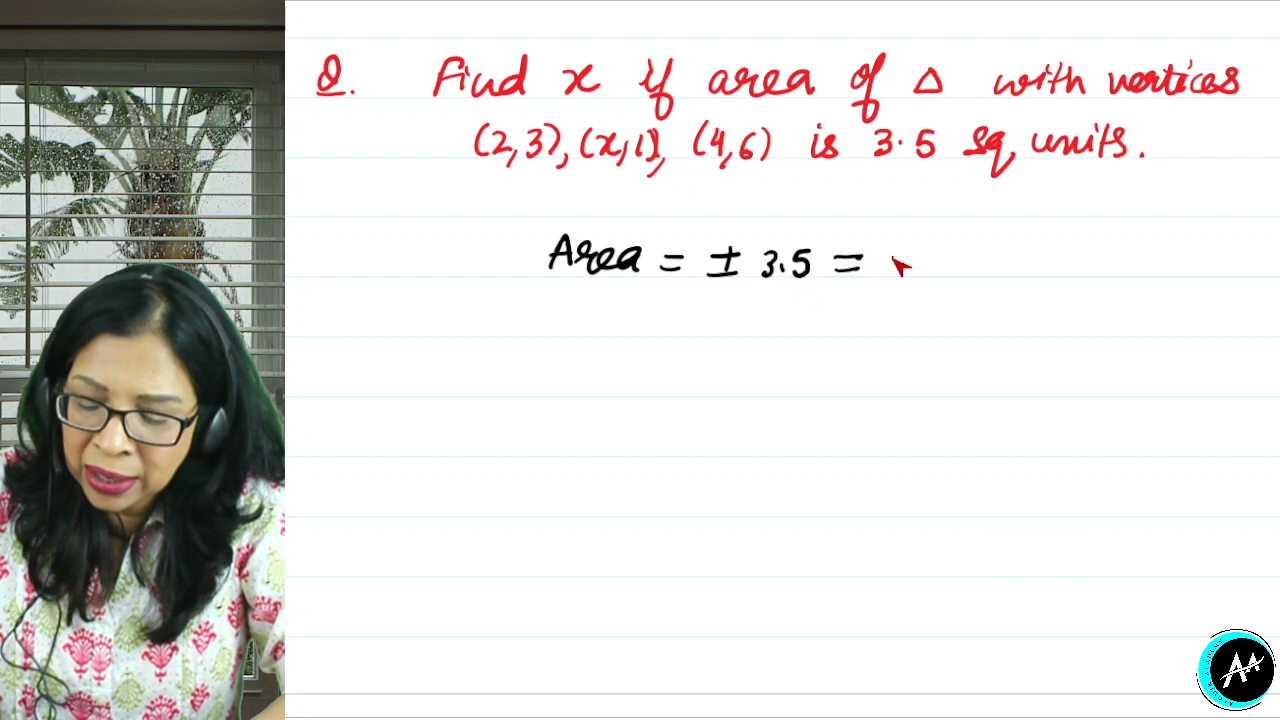 Q. Find x if area of Δ with vertices
(2,3), (x,1), (4,6) is 3.5 sq units.
Area = ± 3.5 =
A+